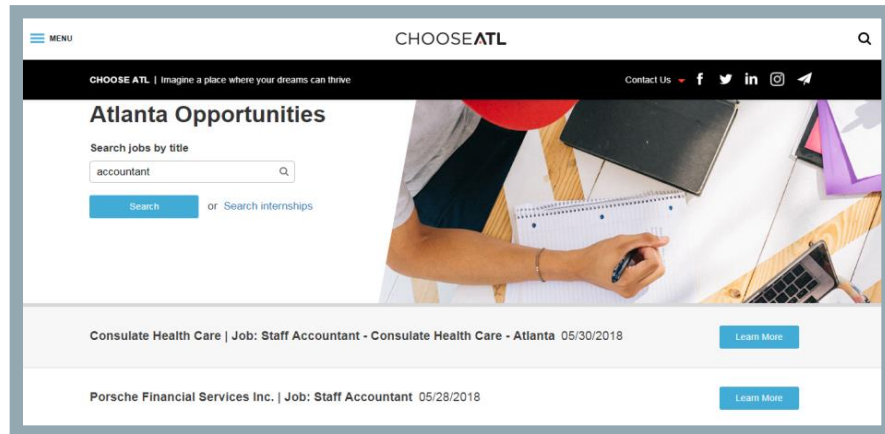 MENU
CHOOSEATL
CHOOSE ATL | Imagine a place where your dreams can thrive
Contact Us
Atlanta Opportunities
Search jobs by title
accountant
Search or Search internships
Consulate Health Care | Job: Staff Accountant - Consulate Health Care - Atlanta 05/30/2018
Learn More
Porsche Financial Services Inc. | Job: Staff Accountant 05/28/2018
Learn More